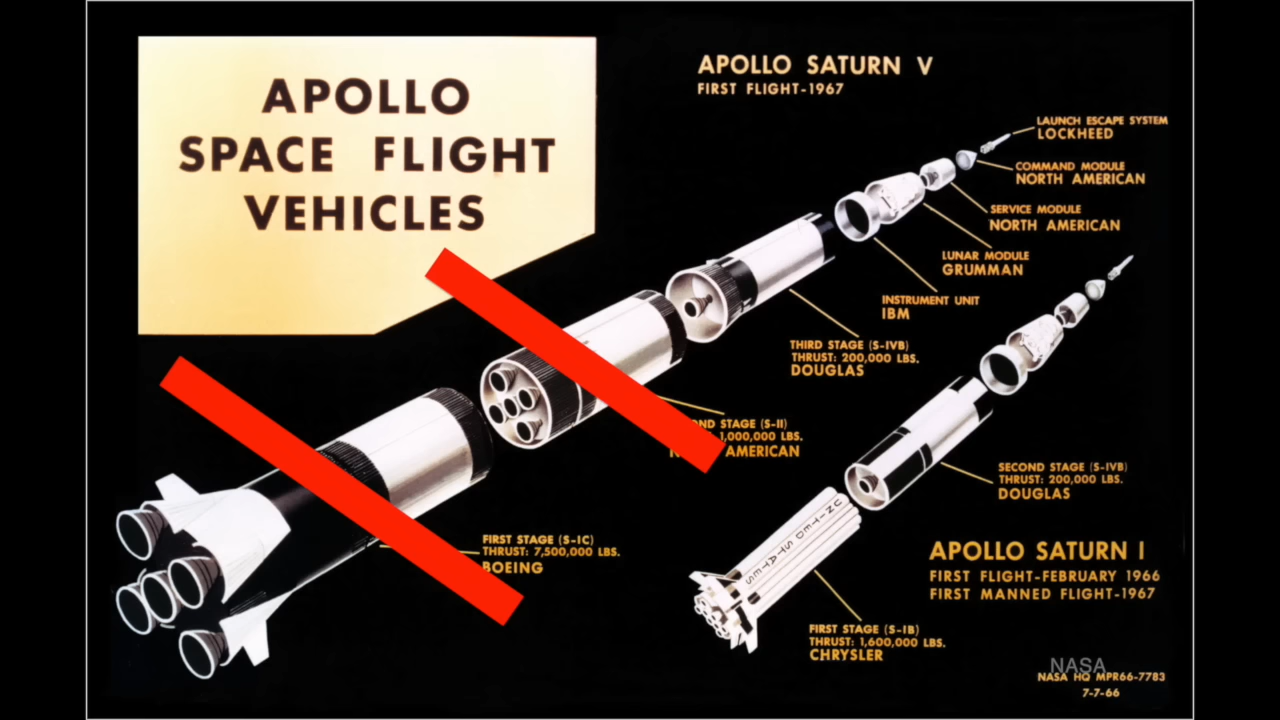 APOLLO
SPACE FLIGHT
VEHICLES
APOLLO SATURN V
FIRST FLIGHT-1967
LAUNCH ESCAPE SYSTEM
LOCKHEED
COMMAND MODULE
NORTH AMERICAN
SERVICE MODULE
NORTH AMERICAN
LUNAR MODULE
GRUMMAN
INSTRUMENT UNIT
IBM
THIRD STAGE (S-IVB)
THRUST: 200,000 LBS.
DOUGLAS
STAGE (S-II)
1,000,000 LBS.
AMERICAN
FIRST STAGE (S-IC)
THRUST: 7,500,000 LBS.
BOEING
UNITED STATES
SECOND STAGE (S-IVB)
THRUST: 200,000 LBS.
DOUGLAS
APOLLO SATURN I
FIRST FLIGHT-FEBRUARY 1966
FIRST MANNED FLIGHT-1967
FIRST STAGE (S-IB)
THRUST: 1,600,000 LBS.
CHRYSLER
NASA
NASA HQ MPR66-7783
7-7-66